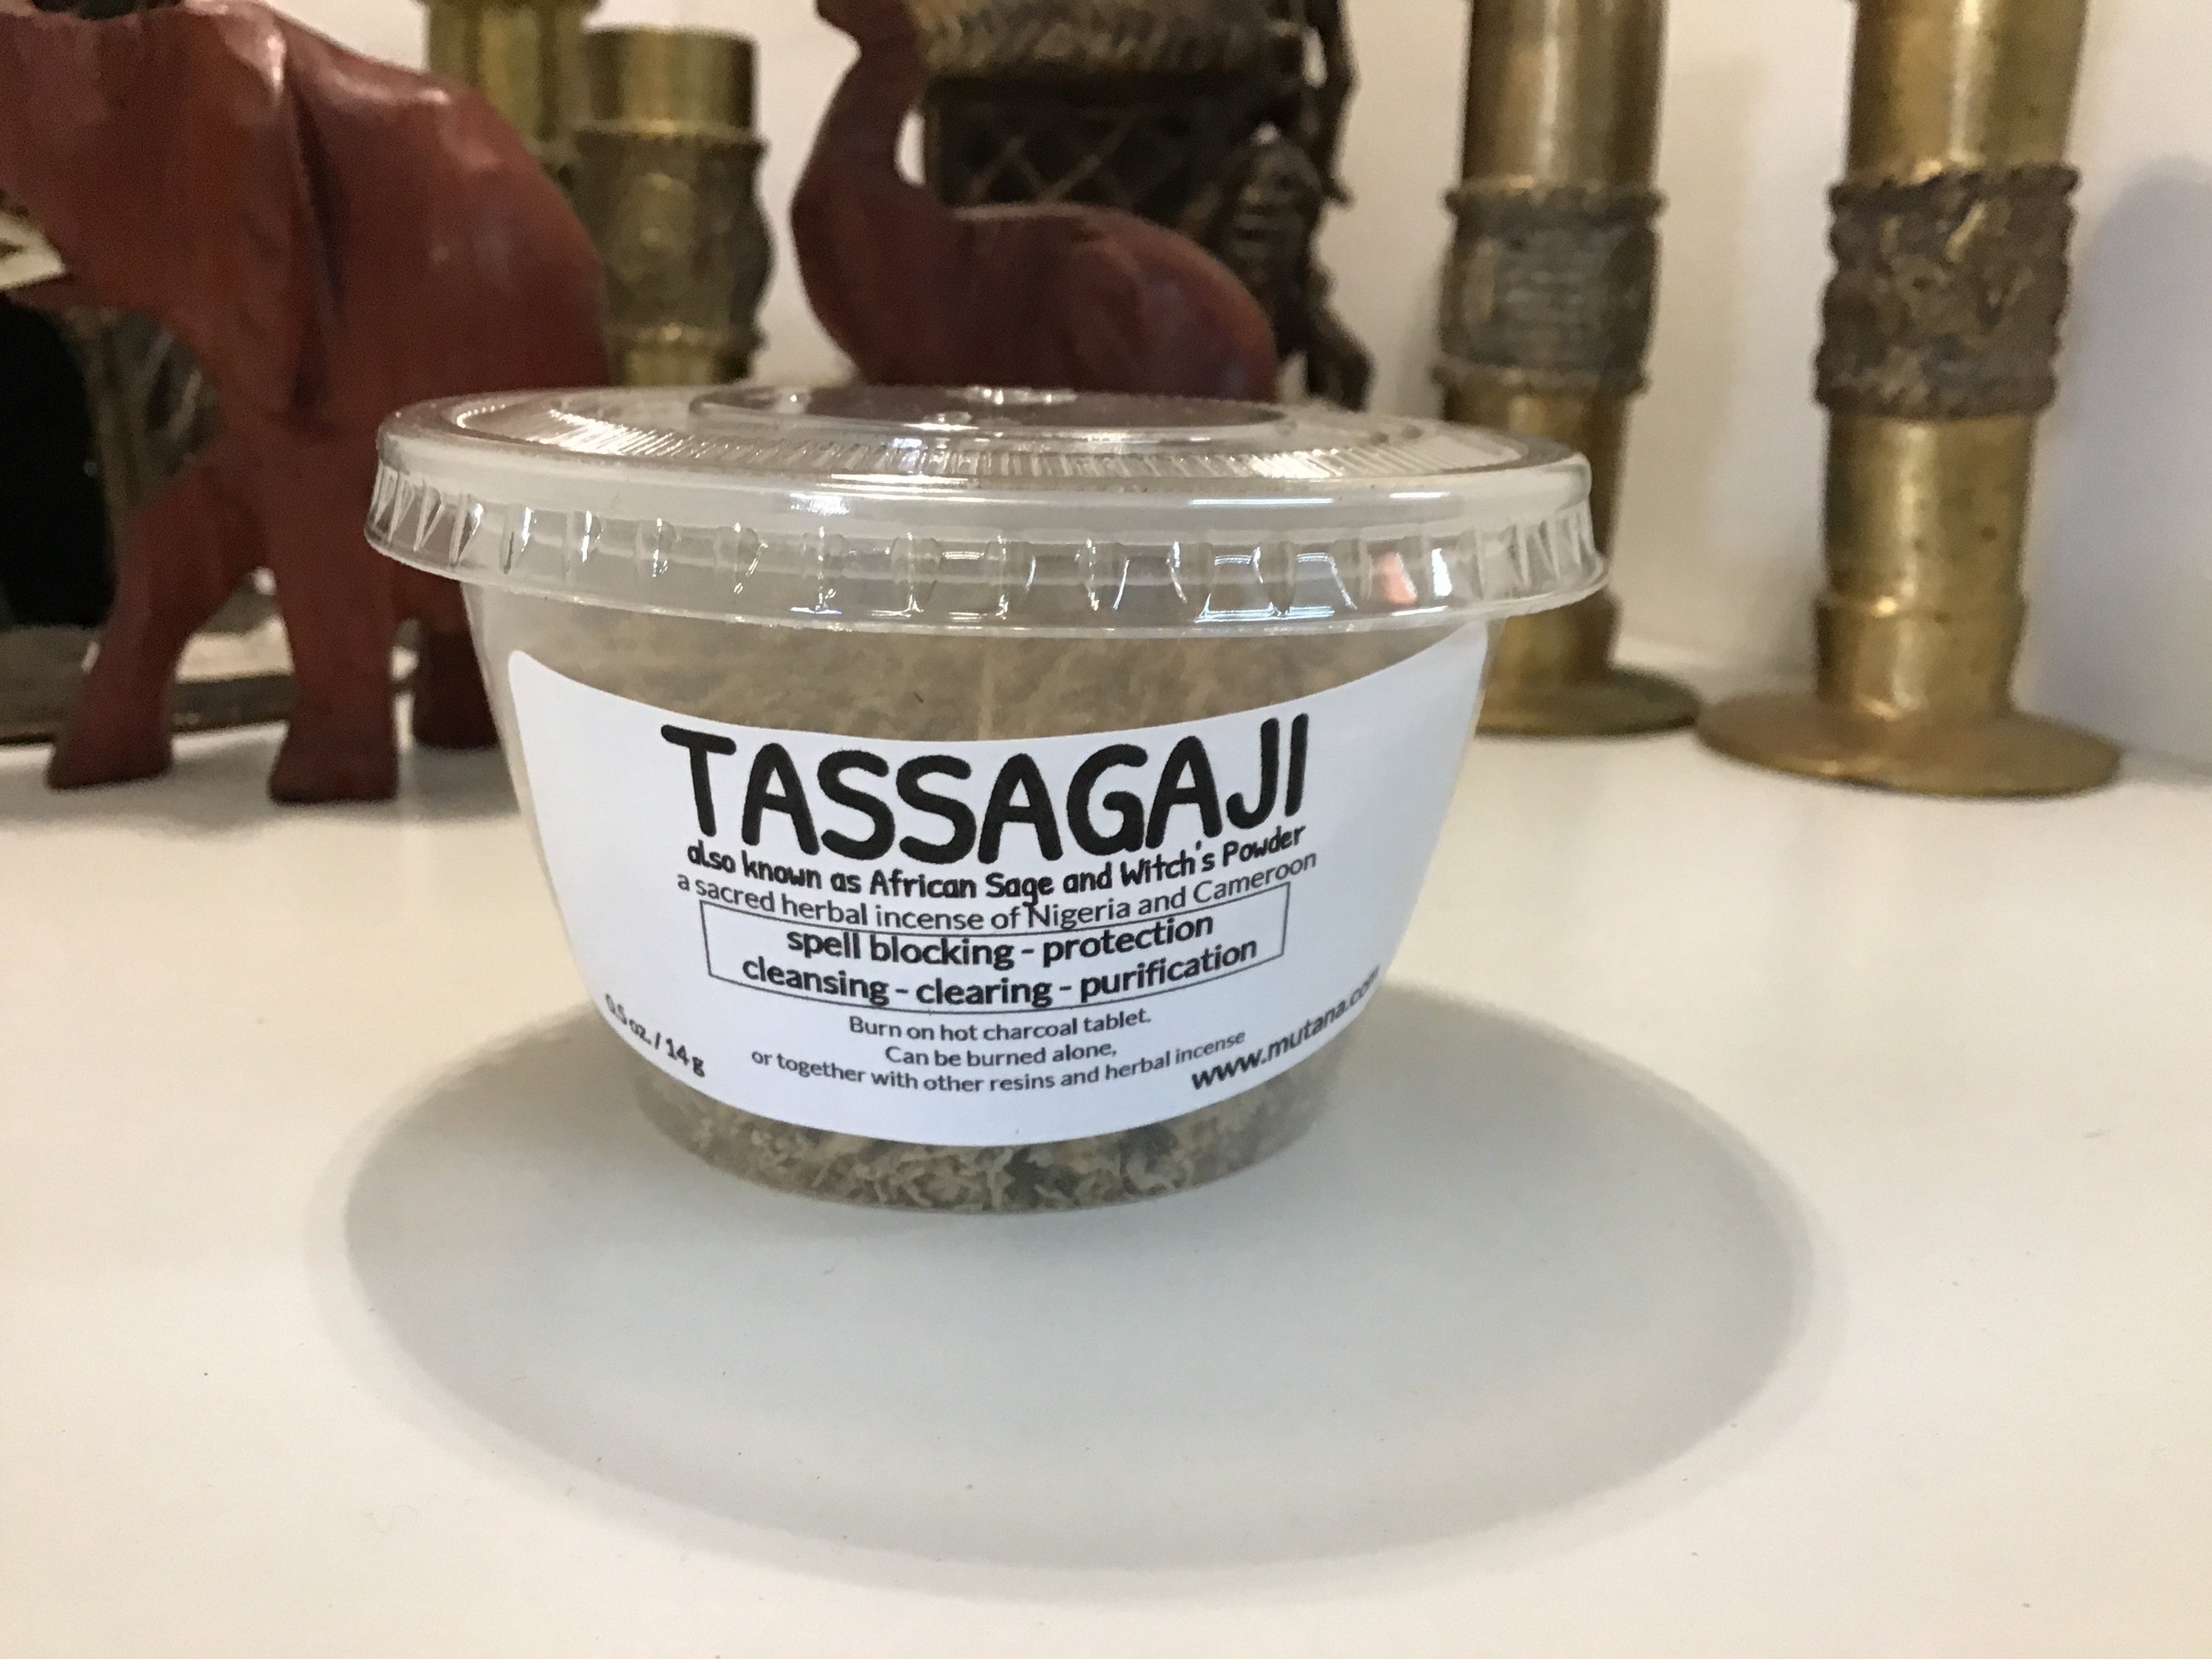 TASSAGAJI
also known as African Sage and Witch's Powder
a sacred herbal incense of Nigeria and Cameroon
spell blocking - protection
cleansing - clearing - purification
Burn on hot charcoal tablet.
Can be burned alone,
or together with other resins and herbal incense
0.5 oz. / 14 g
www.mutana.com